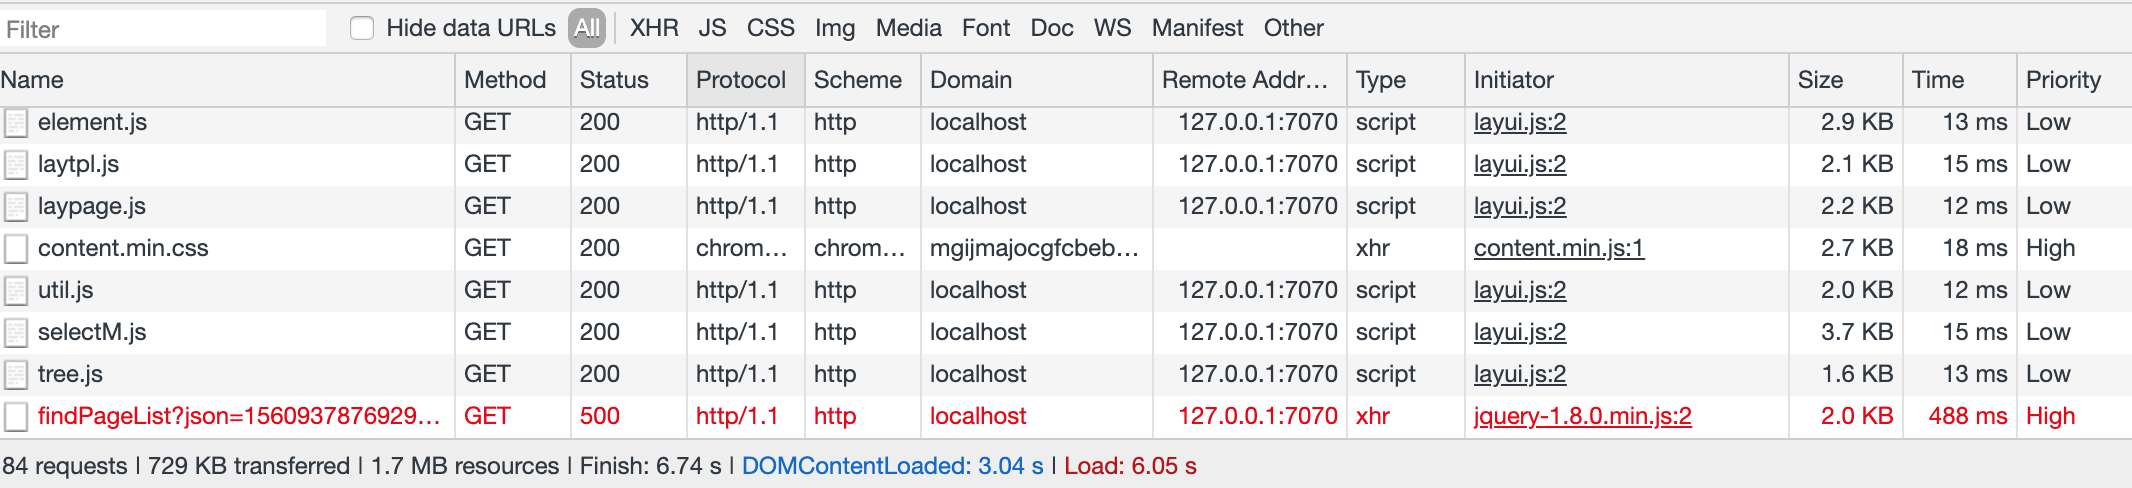 Filter Hide data URLs All XHR JS CSS Img Media Font Doc WS Manifest Other
Name Method Status Protocol Scheme Domain Remote Addr... Type Initiator Size Time Priority
element.js GET 200 http/1.1 http localhost 127.0.0.1:7070 script layui.js:2 2.9 KB 13 ms Low
laytpl.js GET 200 http/1.1 http localhost 127.0.0.1:7070 script layui.js:2 2.1 KB 15 ms Low
laypage.js GET 200 http/1.1 http localhost 127.0.0.1:7070 script layui.js:2 2.2 KB 12 ms Low
content.min.css GET 200 chrom... chrom... mgijmajocgfcbeb... xhr content.min.js:1 2.7 KB 18 ms High
util.js GET 200 http/1.1 http localhost 127.0.0.1:7070 script layui.js:2 2.0 KB 12 ms Low
selectM.js GET 200 http/1.1 http localhost 127.0.0.1:7070 script layui.js:2 3.7 KB 15 ms Low
tree.js GET 200 http/1.1 http localhost 127.0.0.1:7070 script layui.js:2 1.6 KB 13 ms Low
findPageList?json=1560937876929... GET 500 http/1.1 http localhost 127.0.0.1:7070 xhr jquery-1.8.0.min.js:2 2.0 KB 488 ms High
84 requests | 729 KB transferred | 1.7 MB resources | Finish: 6.74 s | DOMContentLoaded: 3.04 s | Load: 6.05 s